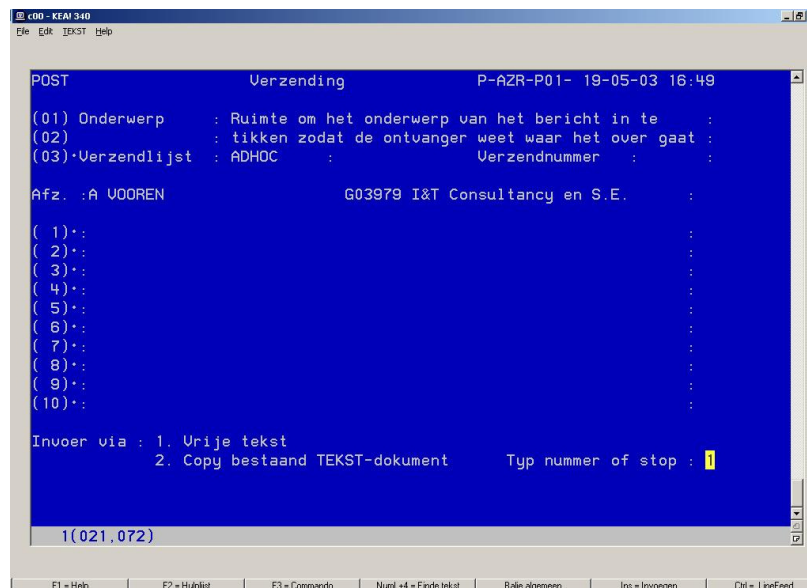 c00 - KEA! 340
File Edit TEKST Help
POST Verzending P-AZR-P01- 19-05-03 16:49
(01) Onderwerp : Ruimte om het onderwerp van het bericht in te :
(02) : tikken zodat de ontvanger weet waar het over gaat :
(03)·Verzendlijst : ADHOC : Verzendnummer : :
Afz. :A VOOREN G03979 I&T Consultancy en S.E. :
( 1)·: :
( 2)·: :
( 3)·: :
( 4)·: :
( 5)·: :
( 6)·: :
( 7)·: :
( 8)·: :
( 9)·: :
(10)·: :
Invoer via : 1. Vrije tekst
2. Copy bestaand TEKST-dokument Typ nummer of stop : 1
1(021,072)
F1 = Help F2 = Hulplijst F3 = Commando NumL+4 = Einde tekst Balie algemeen Ins = Invoegen Ctrl = LineFeed